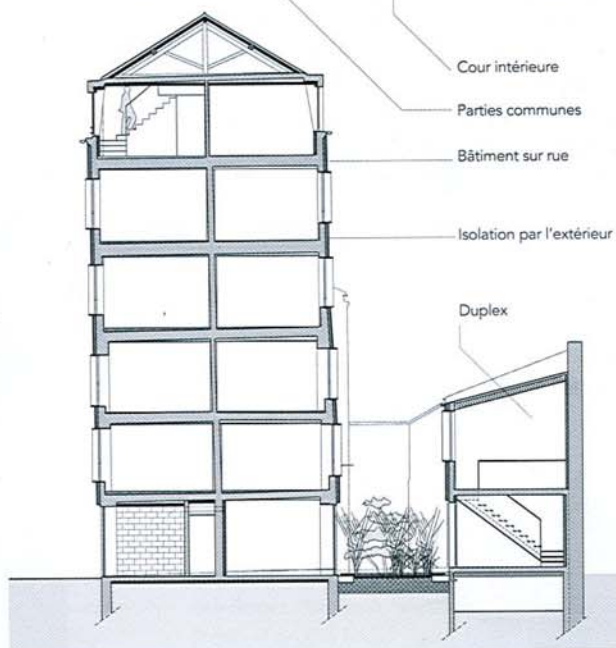 Cour intérieure
Parties communes
Bâtiment sur rue
Isolation par l'extérieur
Duplex